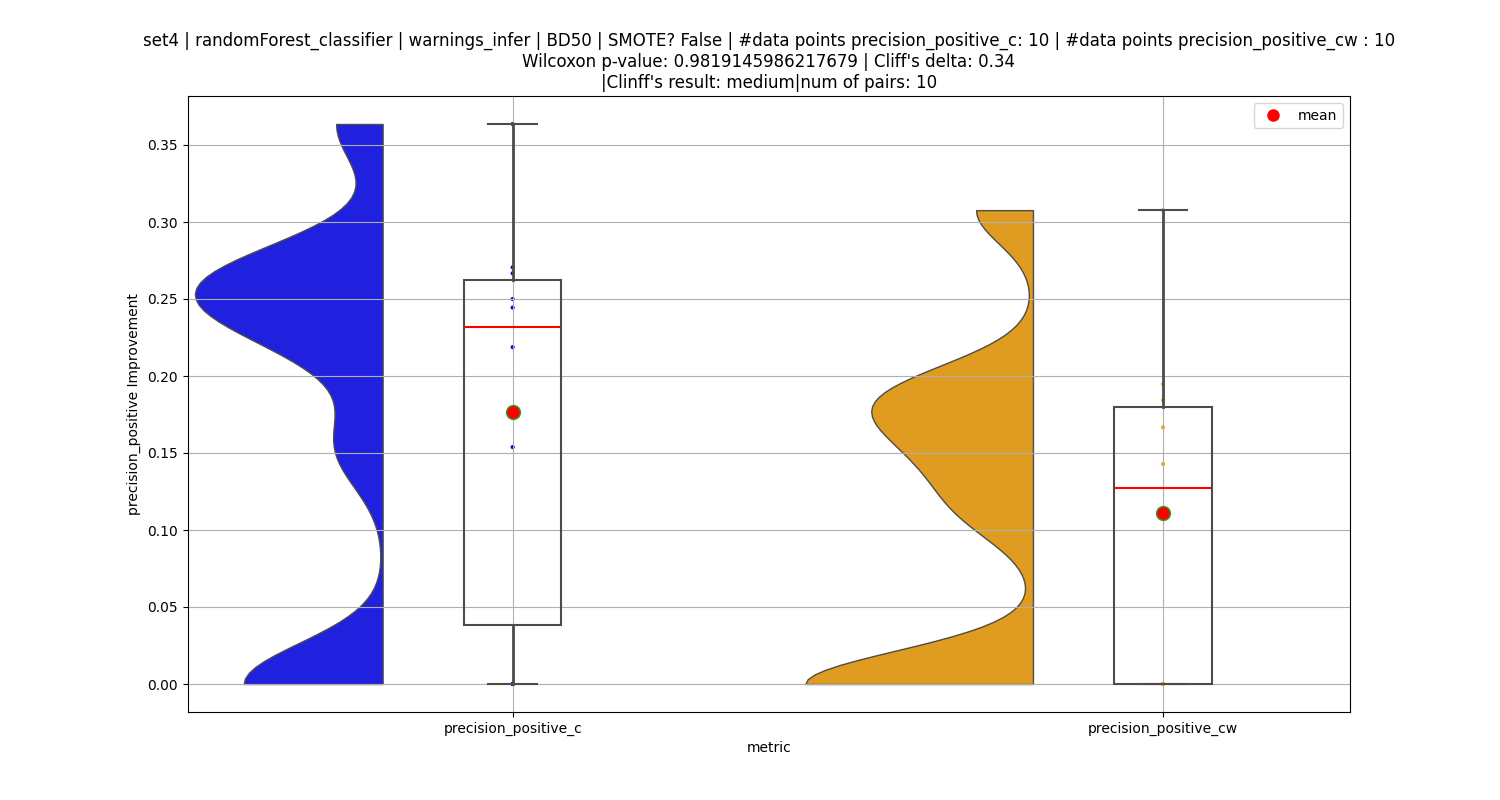 set4 | randomForest_classifier | warnings_infer | BD50 | SMOTE? False | #data points precision_positive_c: 10 | #data points precision_positive_cw : 10
Wilcoxon p-value: 0.9819145986217679 | Cliff's delta: 0.34
|Clinff's result: medium|num of pairs: 10
mean
0.35
0.30
0.25
0.20
0.15
0.10
0.05
0.00
precision_positive Improvement
precision_positive_c
precision_positive_cw
metric